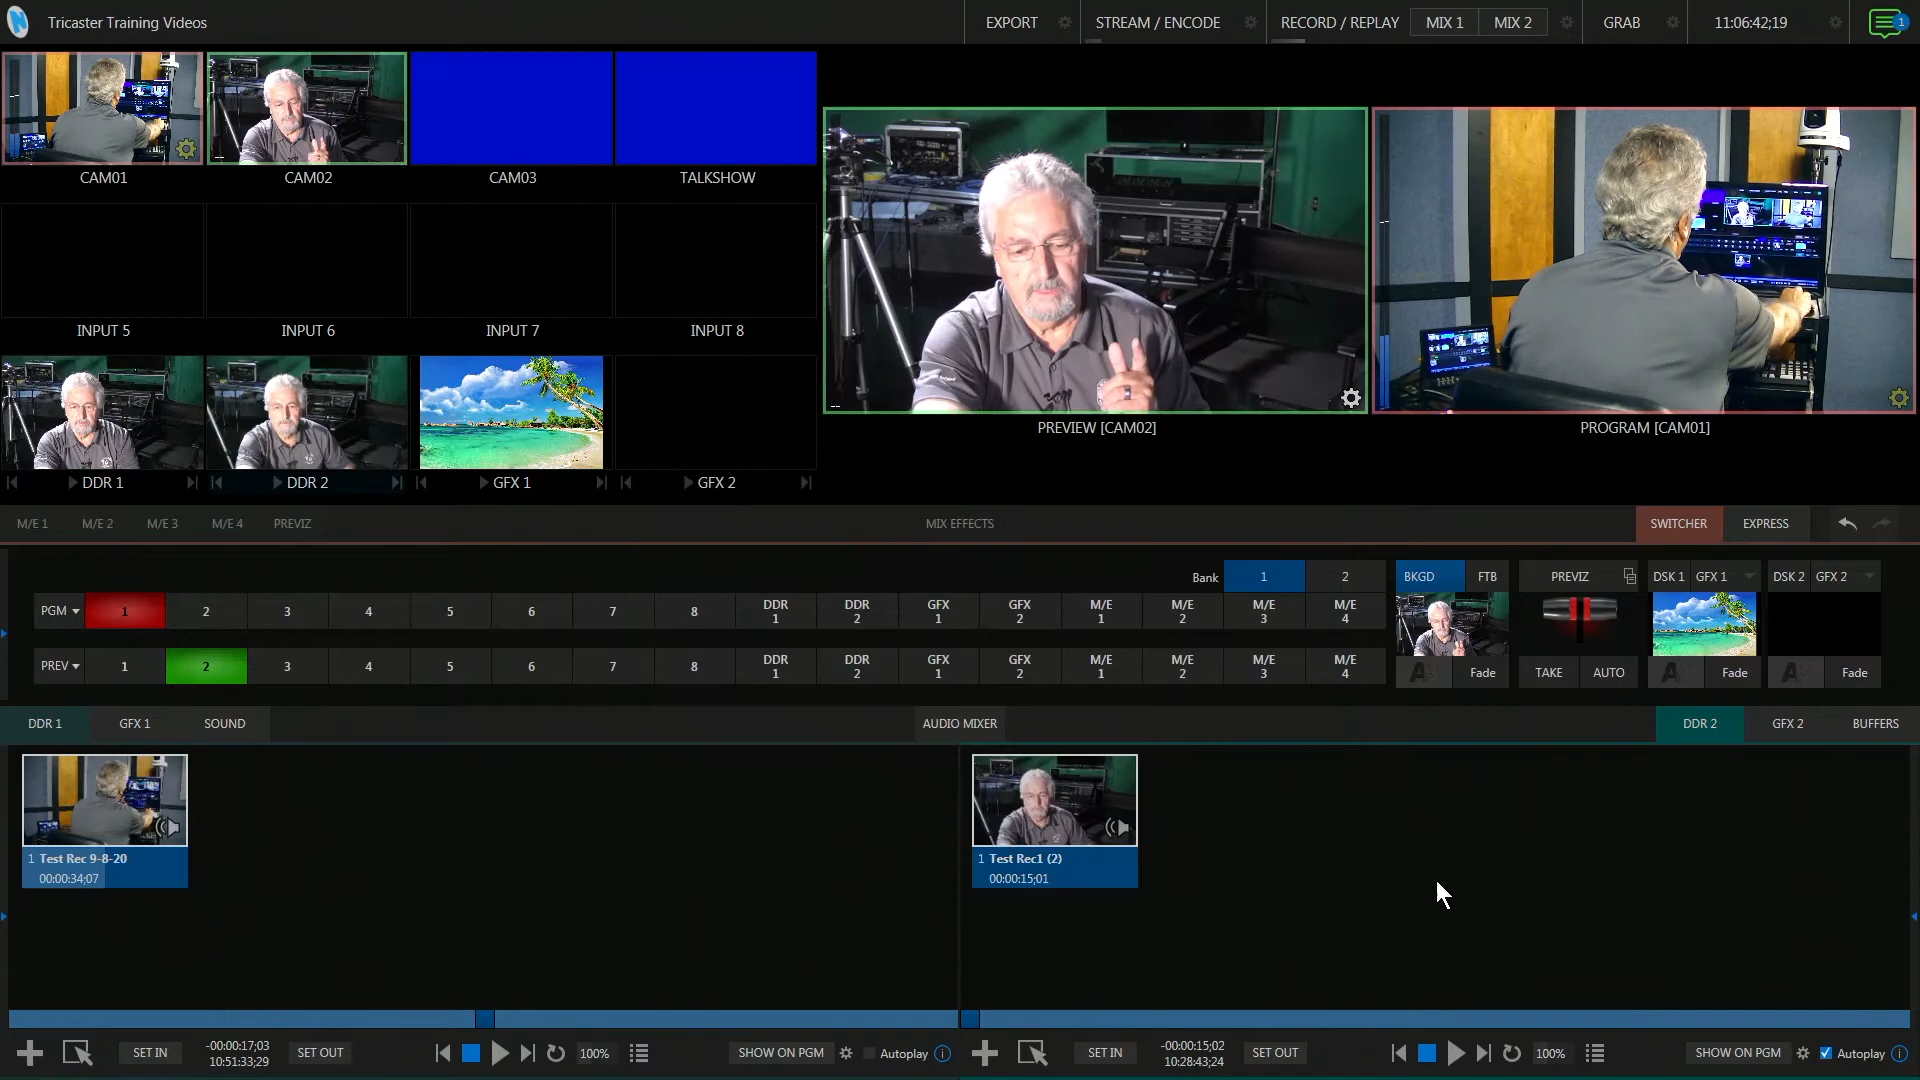 Tricaster Training Videos
EXPORT
STREAM / ENCODE
RECORD / REPLAY
MIX 1
MIX 2
GRAB
11:06:42;19
1
CAM01
CAM02
CAM03
TALKSHOW
INPUT 5
INPUT 6
INPUT 7
INPUT 8
DDR 1
DDR 2
GFX 1
GFX 2
PREVIEW [CAM02]
PROGRAM [CAM01]
M/E 1
M/E 2
M/E 3
M/E 4
PREVIZ
MIX EFFECTS
SWITCHER
EXPRESS
Bank
1
2
PGM
1
2
3
4
5
6
7
8
DDR 1
DDR 2
GFX 1
GFX 2
M/E 1
M/E 2
M/E 3
M/E 4
PREV
1
2
3
4
5
6
7
8
DDR 1
DDR 2
GFX 1
GFX 2
M/E 1
M/E 2
M/E 3
M/E 4
BKGD
FTB
Fade
PREVIZ
TAKE
AUTO
DSK 1
GFX 1
Fade
DSK 2
GFX 2
Fade
DDR 1
GFX 1
SOUND
AUDIO MIXER
DDR 2
GFX 2
BUFFERS
1 Test Rec 9-8-20
00:00:34;07
1 Test Rec1 (2)
00:00:15;01
SET IN
-00:00:17;03
10:51:33;29
SET OUT
100%
SHOW ON PGM
Autoplay
SET IN
-00:00:15;02
10:28:43;24
SET OUT
100%
SHOW ON PGM
Autoplay